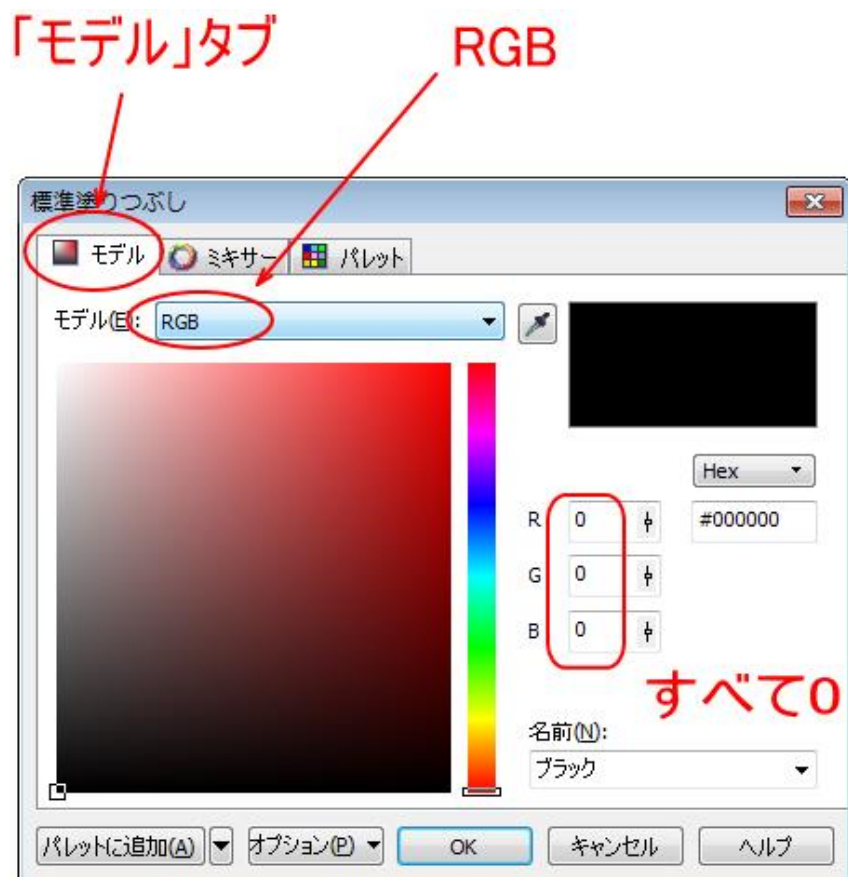 「モデル」タブ RGB
標準塗りつぶし
モデル ミキサー パレット
モデル(E): RGB
Hex
R 0 #000000
G 0
B 0
すべて0
名前(N):
ブラック
パレットに追加(A) オプション(P) OK キャンセル ヘルプ